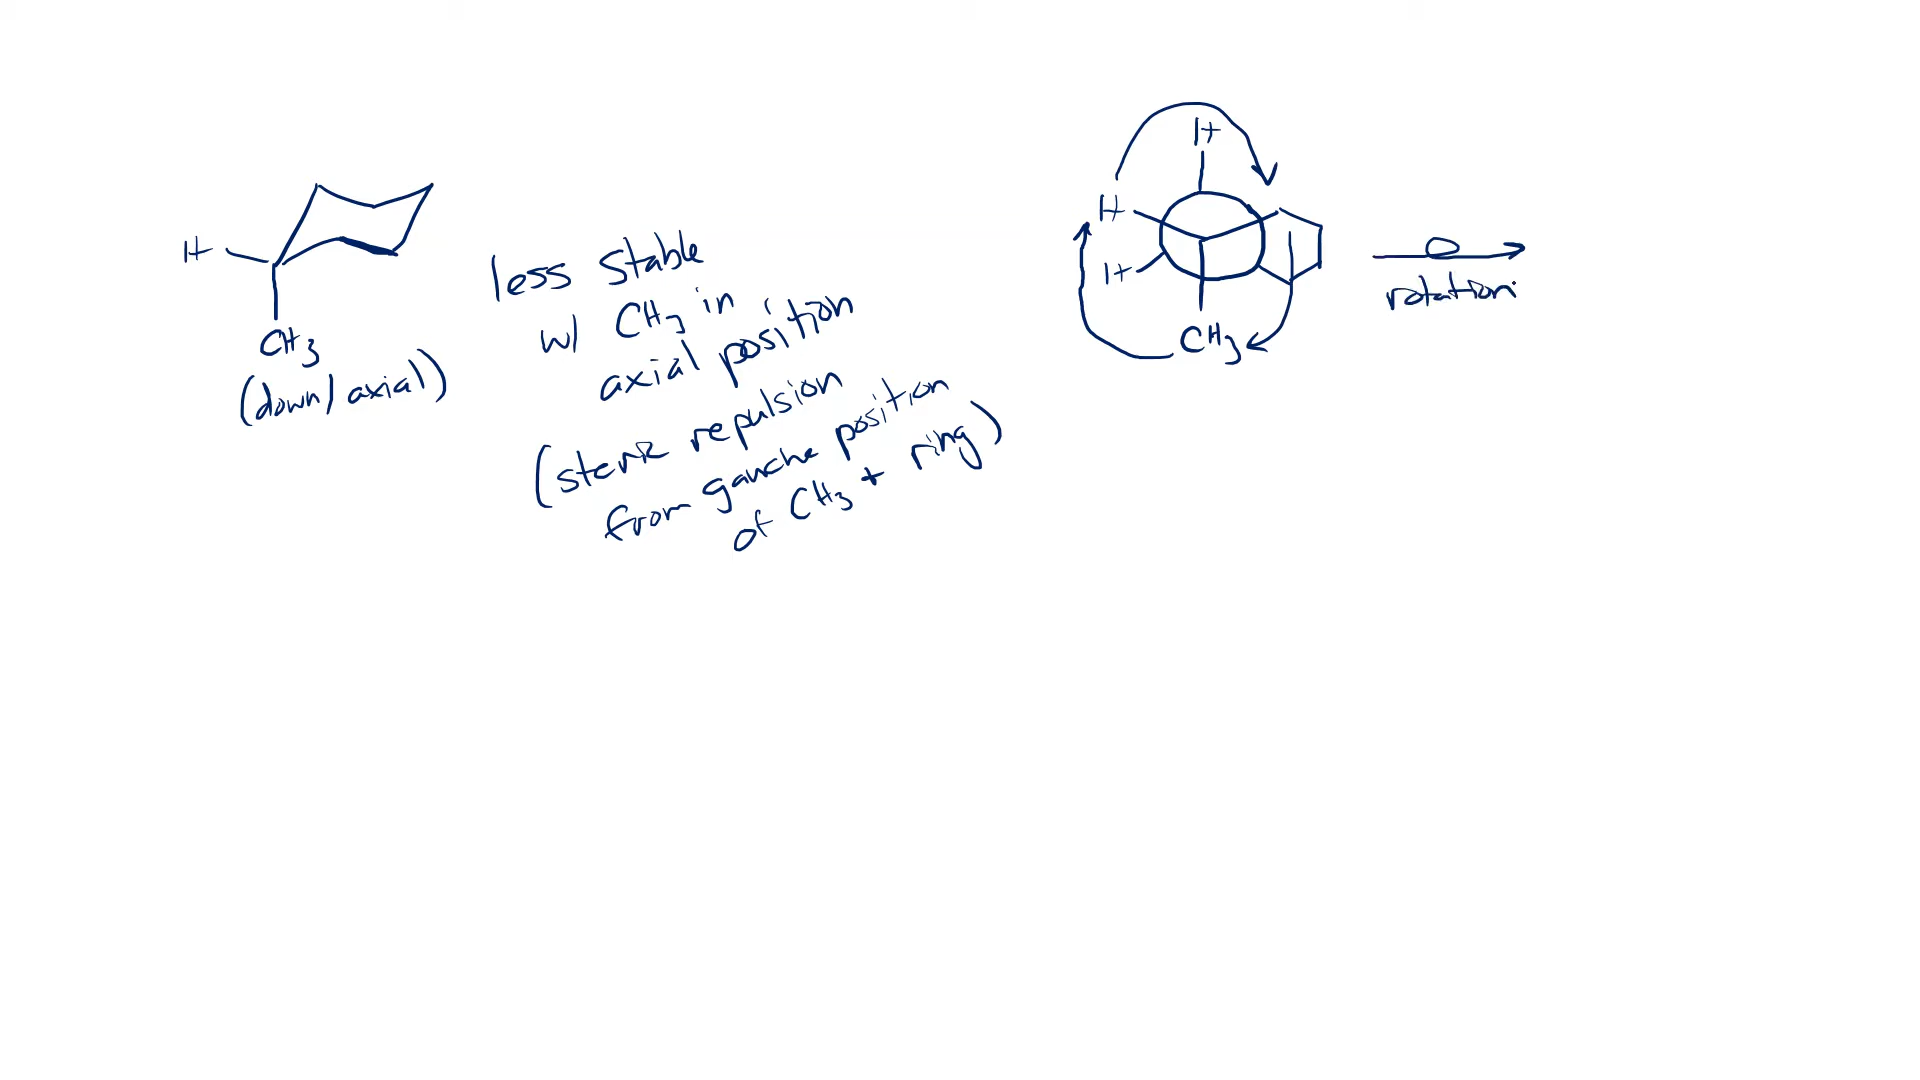 H
CH3
(down/axial)
less stable
w/ CH3 in
axial position
(steric repulsion
from gauche position
of CH3 + ring)
H
H
H
CH3
rotation